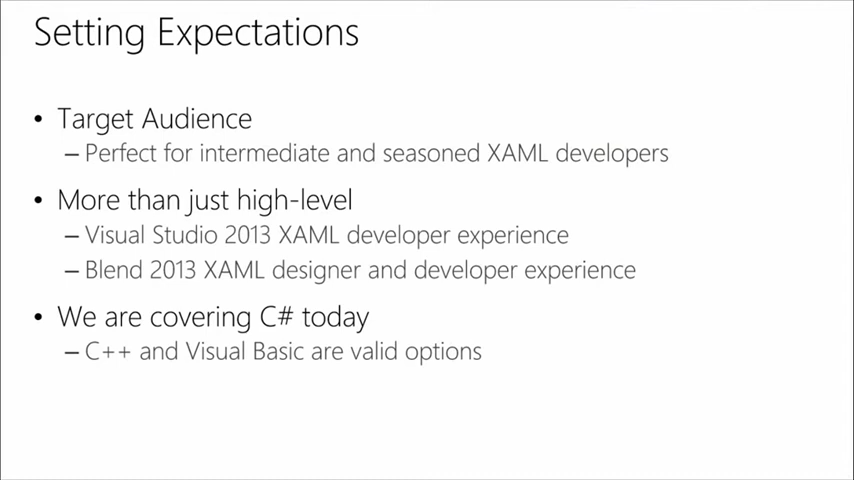 Setting Expectations
• Target Audience
– Perfect for intermediate and seasoned XAML developers
• More than just high-level
– Visual Studio 2013 XAML developer experience
– Blend 2013 XAML designer and developer experience
• We are covering C# today
– C++ and Visual Basic are valid options